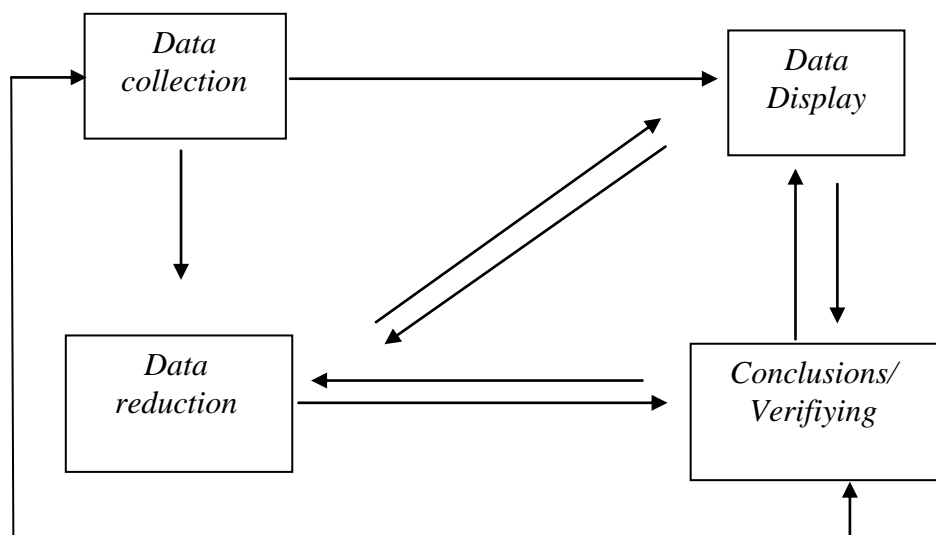 Data
collection
Data
Display
Data
reduction
Conclusions/
Verifiying